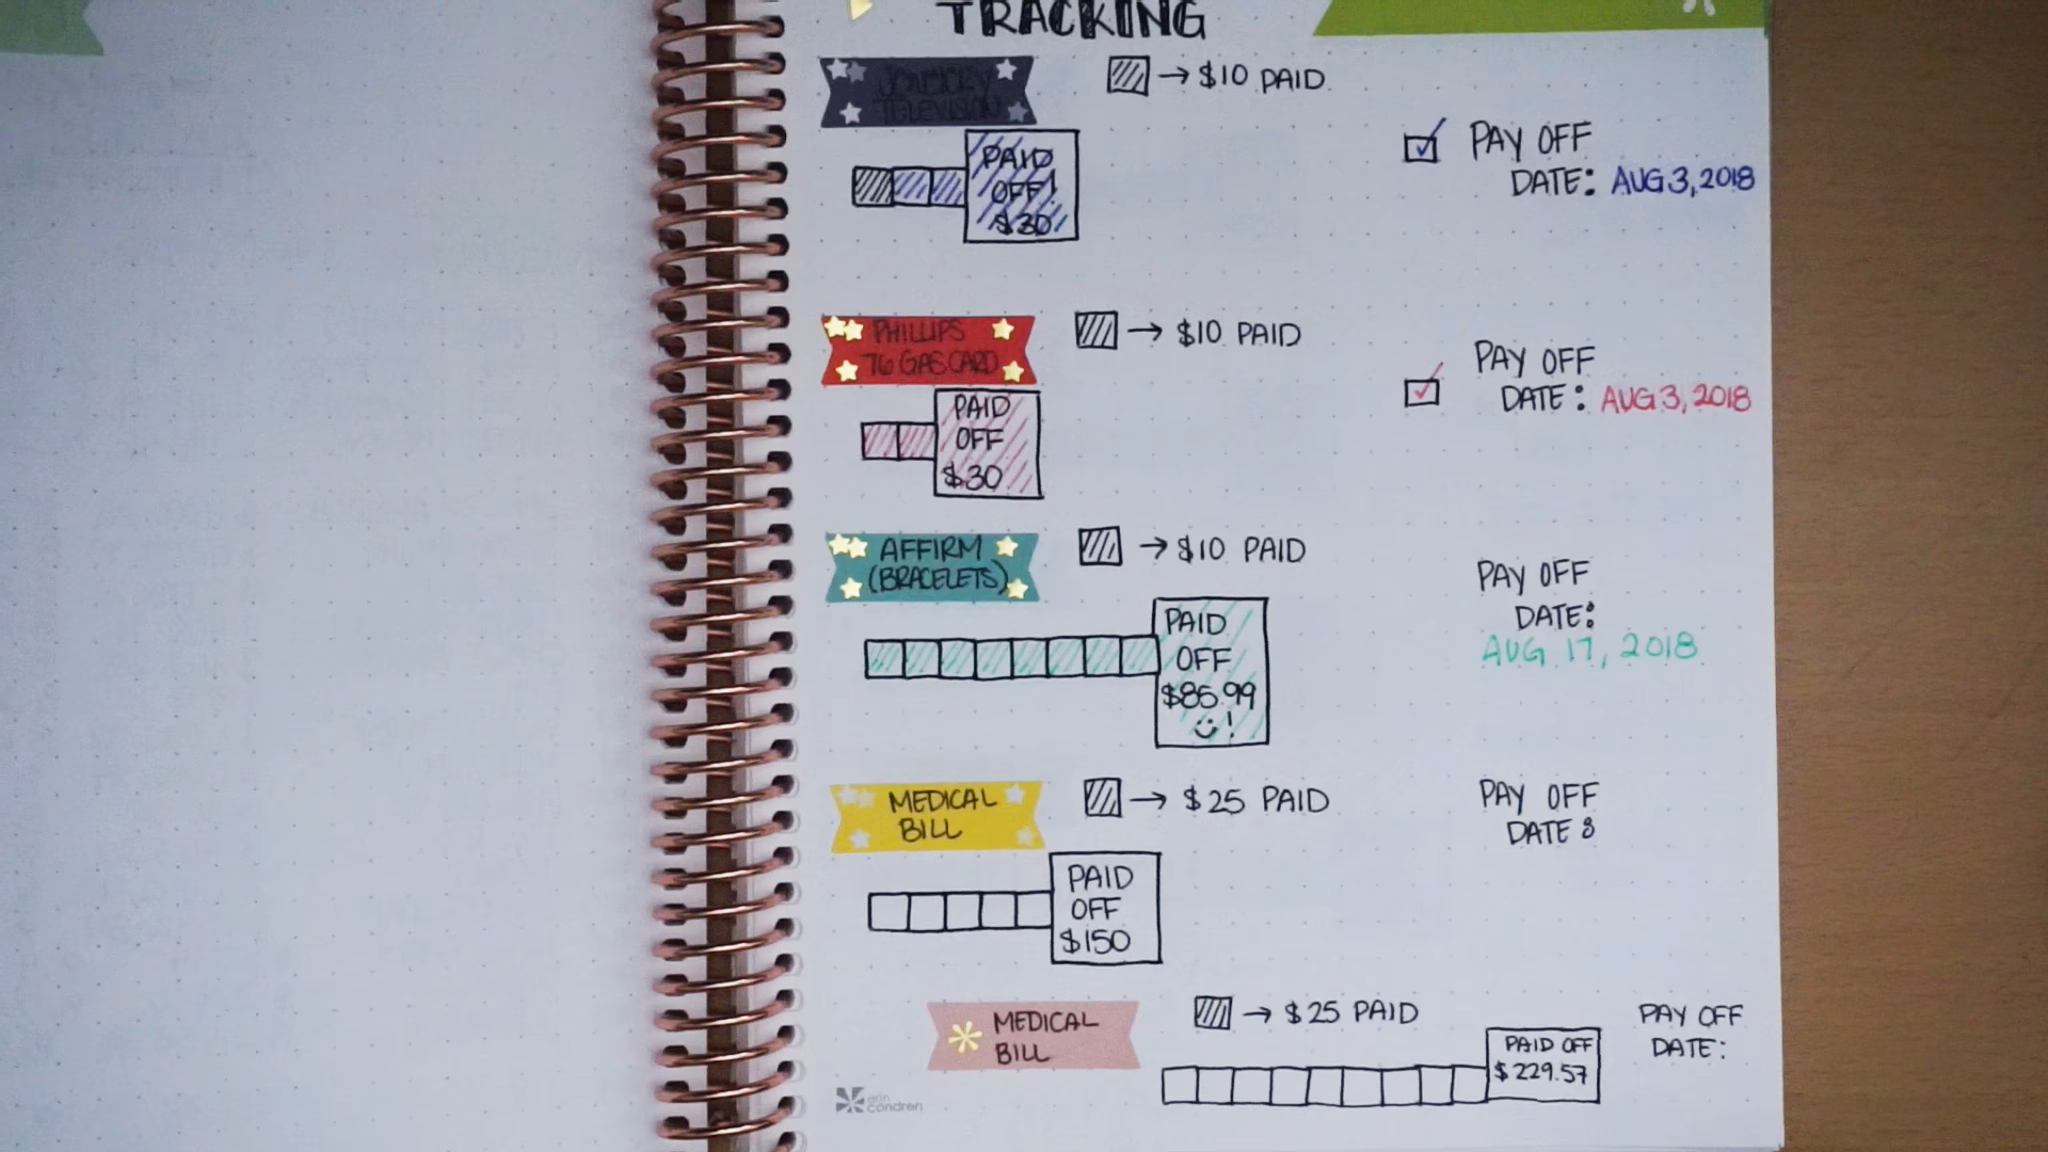 TRACKING
TELEVISION
→ $10 PAID
PAID
OFF!
$30
PAY OFF
DATE: AUG 3, 2018
PHILLIPS
76 GAS CARD
→ $10 PAID
PAID
OFF
$30
PAY OFF
DATE: AUG 3, 2018
AFFIRM
(BRACELETS)
→ $10 PAID
PAID
OFF
$85.99
!
PAY OFF
DATE:
AUG 17, 2018
MEDICAL
BILL
→ $25 PAID
PAID
OFF
$150
PAY OFF
DATE:
MEDICAL
BILL
→ $25 PAID
PAID OFF
$229.57
PAY OFF
DATE:
erin
condren